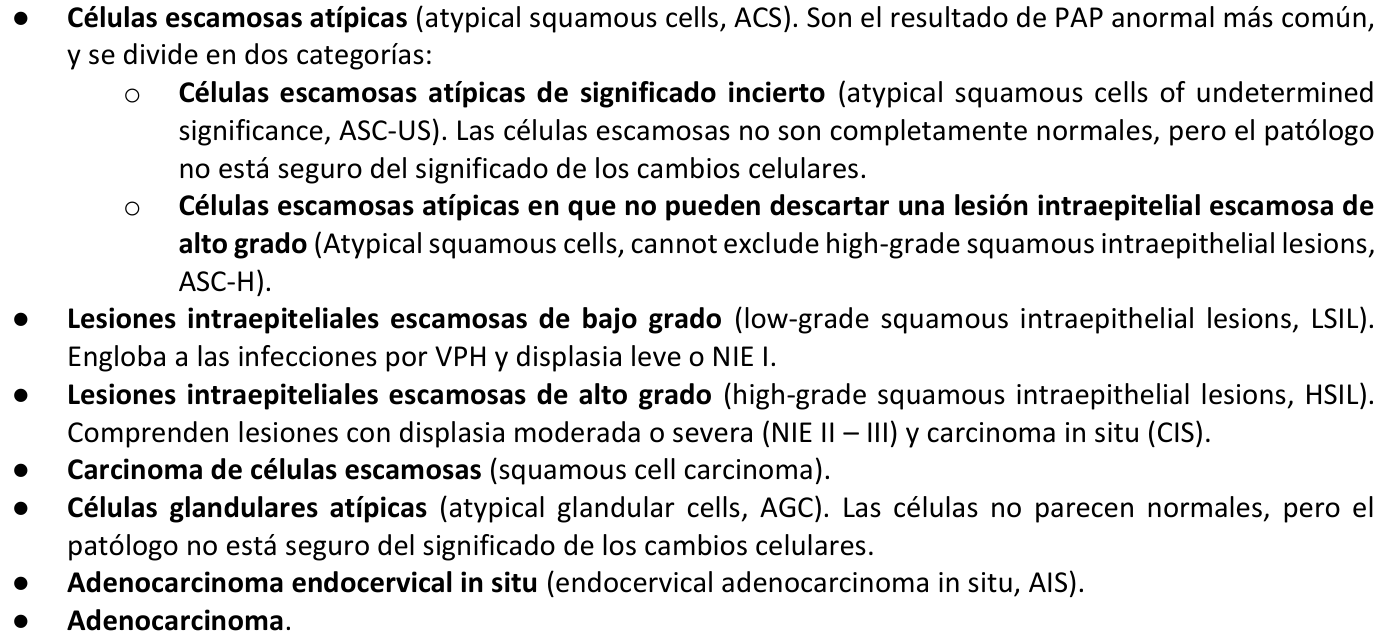 ● Células escamosas atípicas (atypical squamous cells, ACS). Son el resultado de PAP anormal más común,
y se divide en dos categorías:
○ Células escamosas atípicas de significado incierto (atypical squamous cells of undetermined
significance, ASC-US). Las células escamosas no son completamente normales, pero el patólogo
no está seguro del significado de los cambios celulares.
○ Células escamosas atípicas en que no pueden descartar una lesión intraepitelial escamosa de
alto grado (Atypical squamous cells, cannot exclude high-grade squamous intraepithelial lesions,
ASC-H).
● Lesiones intraepiteliales escamosas de bajo grado (low-grade squamous intraepithelial lesions, LSIL).
Engloba a las infecciones por VPH y displasia leve o NIE I.
● Lesiones intraepiteliales escamosas de alto grado (high-grade squamous intraepithelial lesions, HSIL).
Comprenden lesiones con displasia moderada o severa (NIE II – III) y carcinoma in situ (CIS).
● Carcinoma de células escamosas (squamous cell carcinoma).
● Células glandulares atípicas (atypical glandular cells, AGC). Las células no parecen normales, pero el
patólogo no está seguro del significado de los cambios celulares.
● Adenocarcinoma endocervical in situ (endocervical adenocarcinoma in situ, AIS).
● Adenocarcinoma.